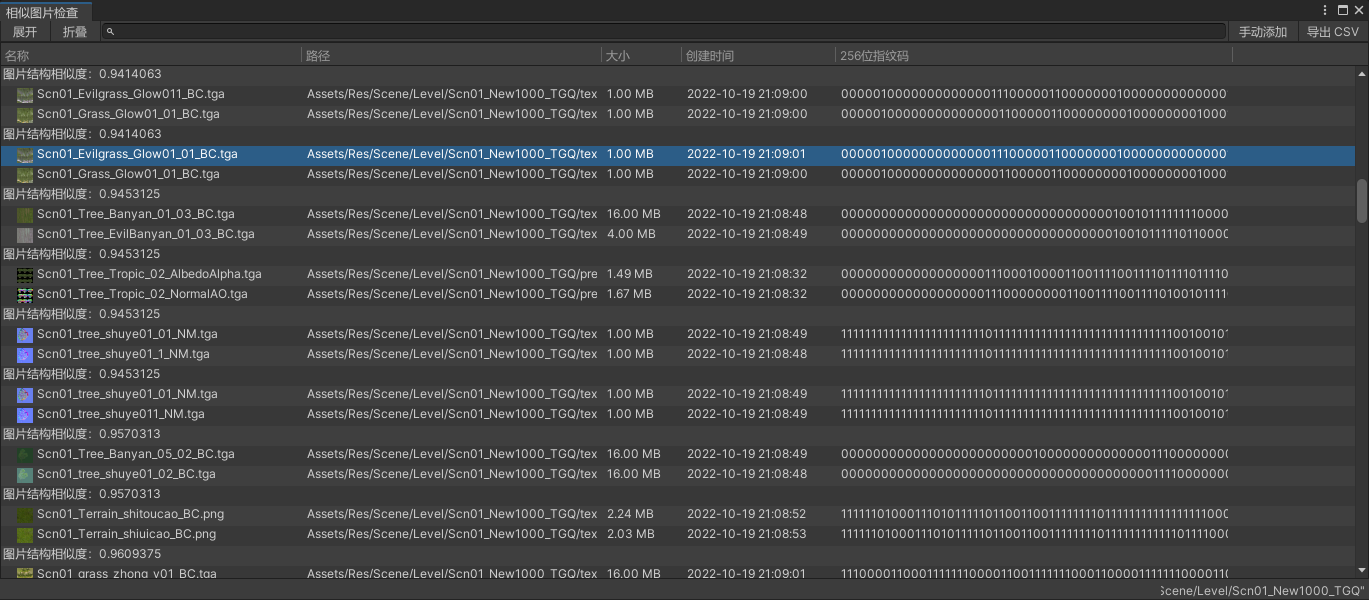 相似图片检查
展开 折叠 手动添加 导出 CSV
名称 路径 大小 创建时间 256位指纹码
图片结构相似度：0.9414063
Scn01_Evilgrass_Glow011_BC.tga Assets/Res/Scene/Level/Scn01_New1000_TGQ/tex 1.00 MB 2022-10-19 21:09:00
Scn01_Grass_Glow01_01_BC.tga Assets/Res/Scene/Level/Scn01_New1000_TGQ/tex 1.00 MB 2022-10-19 21:09:00
图片结构相似度：0.9414063
Scn01_Evilgrass_Glow01_01_BC.tga Assets/Res/Scene/Level/Scn01_New1000_TGQ/tex 1.00 MB 2022-10-19 21:09:01
Scn01_Grass_Glow01_01_BC.tga Assets/Res/Scene/Level/Scn01_New1000_TGQ/tex 1.00 MB 2022-10-19 21:09:00
图片结构相似度：0.9453125
Scn01_Tree_Banyan_01_03_BC.tga Assets/Res/Scene/Level/Scn01_New1000_TGQ/tex 16.00 MB 2022-10-19 21:08:48
Scn01_Tree_EvilBanyan_01_03_BC.tga Assets/Res/Scene/Level/Scn01_New1000_TGQ/tex 4.00 MB 2022-10-19 21:08:49
图片结构相似度：0.9453125
Scn01_Tree_Tropic_02_AlbedoAlpha.tga Assets/Res/Scene/Level/Scn01_New1000_TGQ/pre 1.49 MB 2022-10-19 21:08:32
Scn01_Tree_Tropic_02_NormalAO.tga Assets/Res/Scene/Level/Scn01_New1000_TGQ/pre 1.67 MB 2022-10-19 21:08:32
图片结构相似度：0.9453125
Scn01_tree_shuye01_01_NM.tga Assets/Res/Scene/Level/Scn01_New1000_TGQ/tex 1.00 MB 2022-10-19 21:08:49
Scn01_tree_shuye01_1_NM.tga Assets/Res/Scene/Level/Scn01_New1000_TGQ/tex 1.00 MB 2022-10-19 21:08:48
图片结构相似度：0.9453125
Scn01_tree_shuye01_01_NM.tga Assets/Res/Scene/Level/Scn01_New1000_TGQ/tex 1.00 MB 2022-10-19 21:08:49
Scn01_tree_shuye011_NM.tga Assets/Res/Scene/Level/Scn01_New1000_TGQ/tex 1.00 MB 2022-10-19 21:08:49
图片结构相似度：0.9570313
Scn01_Tree_Banyan_05_02_BC.tga Assets/Res/Scene/Level/Scn01_New1000_TGQ/tex 16.00 MB 2022-10-19 21:08:49
Scn01_tree_shuye01_02_BC.tga Assets/Res/Scene/Level/Scn01_New1000_TGQ/tex 16.00 MB 2022-10-19 21:08:48
图片结构相似度：0.9570313
Scn01_Terrain_shitoucao_BC.png Assets/Res/Scene/Level/Scn01_New1000_TGQ/tex 2.24 MB 2022-10-19 21:08:52
Scn01_Terrain_shiuicao_BC.png Assets/Res/Scene/Level/Scn01_New1000_TGQ/tex 2.03 MB 2022-10-19 21:08:53
图片结构相似度：0.9609375
Scn01_grass_zhong_y01_BC.tga Assets/Res/Scene/Level/Scn01_New1000_TGQ/tex 16.00 MB 2022-10-19 21:09:01
Scene/Level/Scn01_New1000_TGQ"